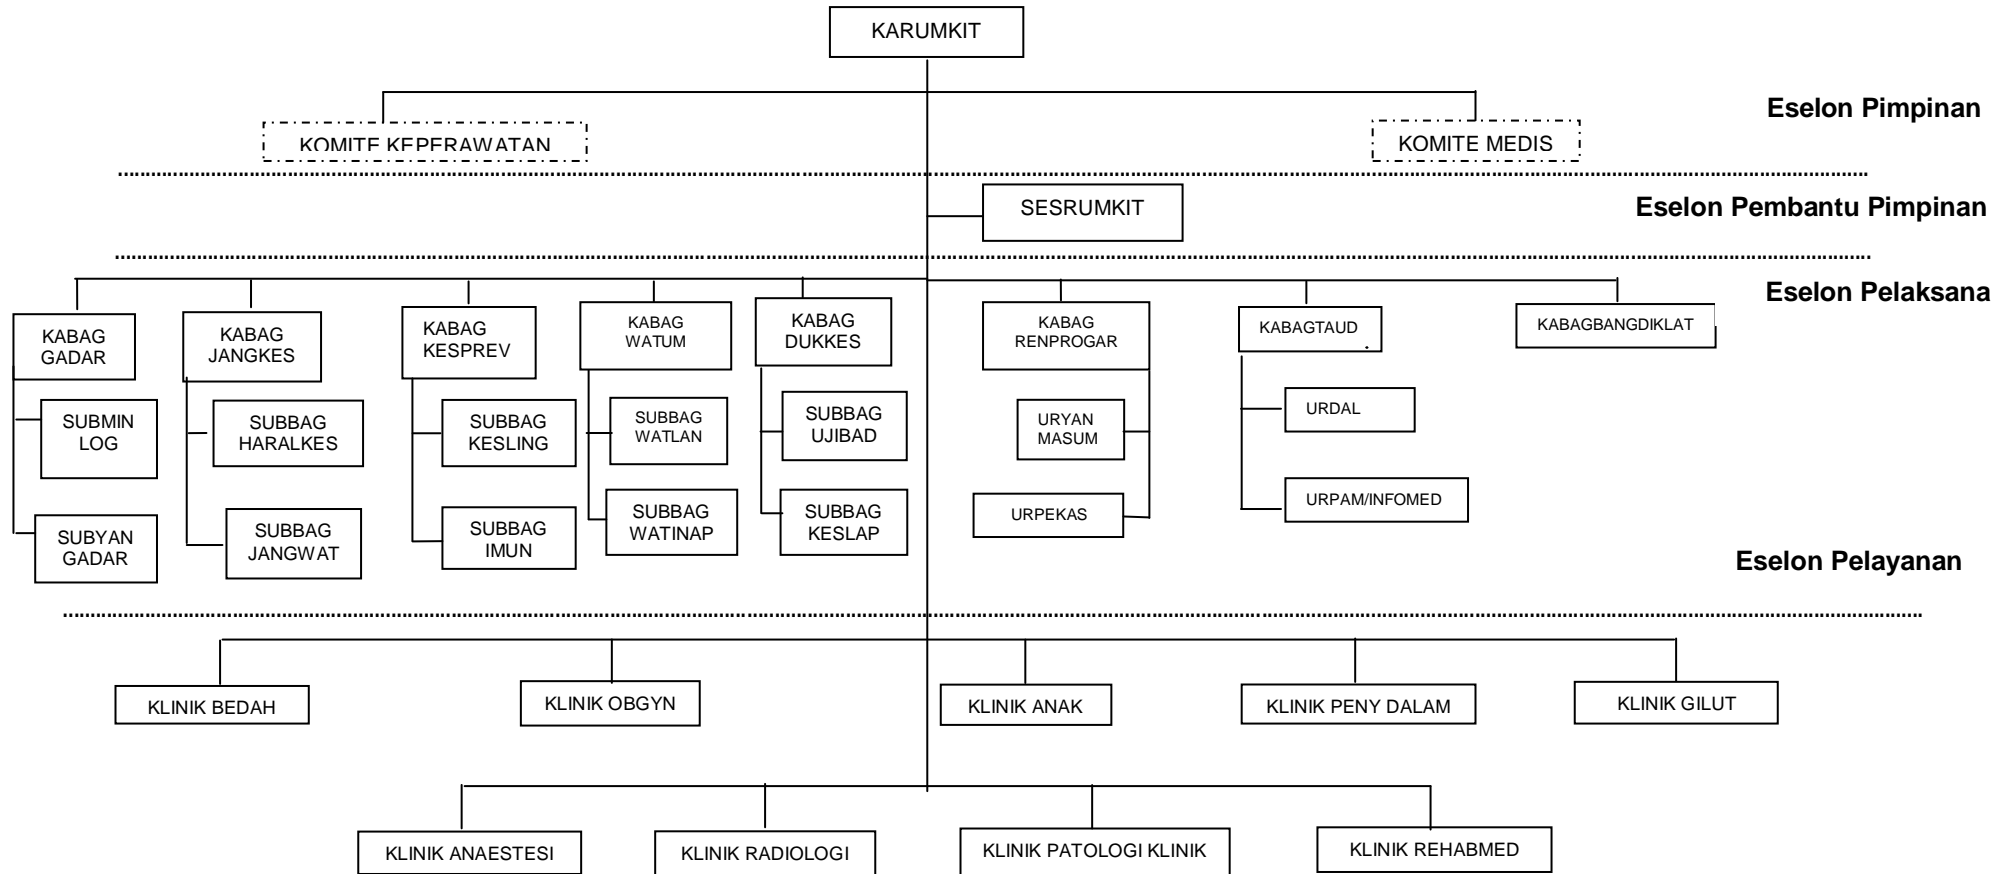 KARUMKIT
Eselon Pimpinan
KOMITE KEPERAWATAN
KOMITE MEDIS
SESRUMKIT
Eselon Pembantu Pimpinan
Eselon Pelaksana
KABAG
GADAR
KABAG
JANGKES
KABAG
KESPREV
KABAG
WATUM
KABAG
DUKKES
KABAG
RENPROGAR
KABAGTAUD
.
KABAGBANGDIKLAT
SUBMIN
LOG
SUBBAG
HARALKES
SUBBAG
KESLING
SUBBAG
WATLAN
SUBBAG
UJIBAD
URYAN
MASUM
URDAL
SUBYAN
GADAR
SUBBAG
JANGWAT
SUBBAG
IMUN
SUBBAG
WATINAP
SUBBAG
KESLAP
URPEKAS
URPAM/INFOMED
Eselon Pelayanan
KLINIK BEDAH
KLINIK OBGYN
KLINIK ANAK
KLINIK PENY DALAM
KLINIK GILUT
KLINIK ANAESTESI
KLINIK RADIOLOGI
KLINIK PATOLOGI KLINIK
KLINIK REHABMED